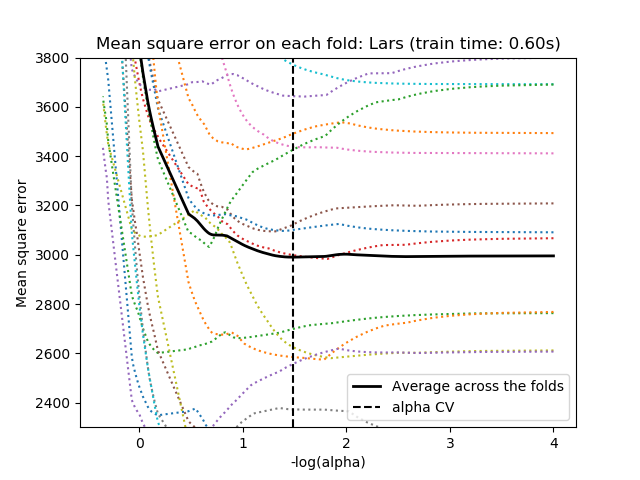 Mean square error on each fold: Lars (train time: 0.60s)
3800
3600
3400
3200
3000
2800
2600
2400
Mean square error
0 1 2 3 4
-log(alpha)
Average across the folds
alpha CV